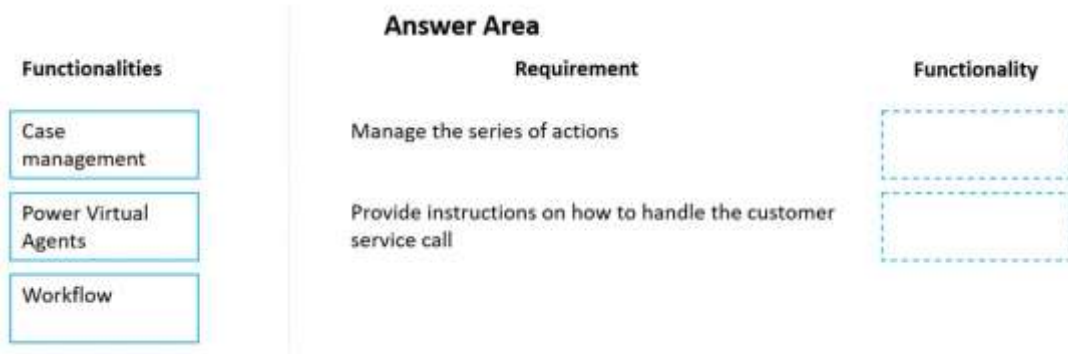 Answer Area
Functionalities
Requirement
Functionality
Case
management
Manage the series of actions
Power Virtual
Agents
Provide instructions on how to handle the customer
service call
Workflow